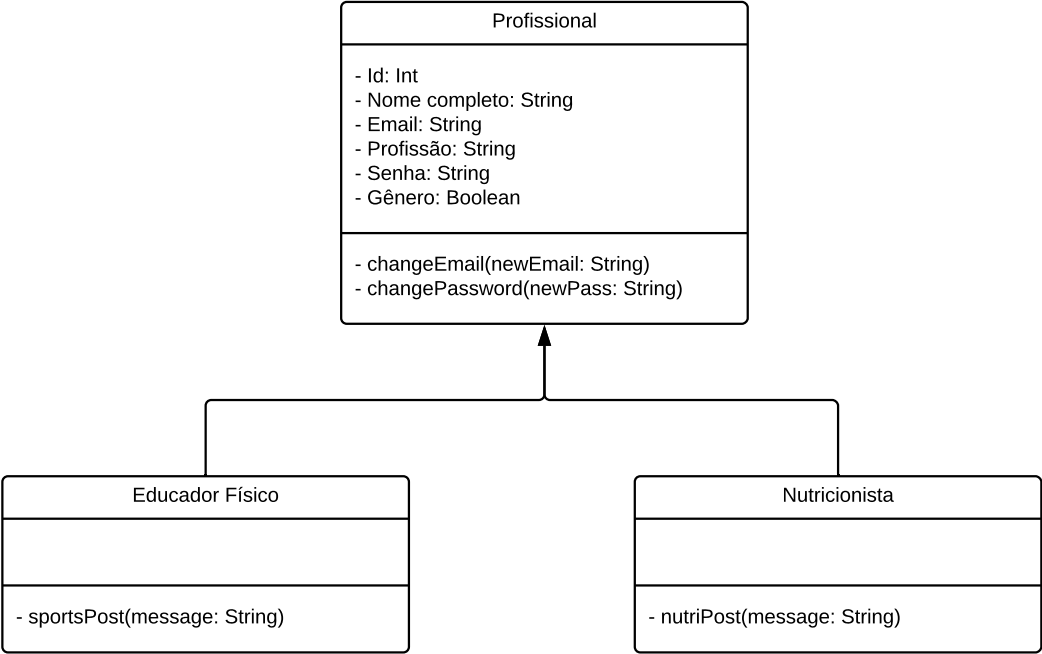 Profissional
- Id: Int
- Nome completo: String
- Email: String
- Profissão: String
- Senha: String
- Gênero: Boolean
- changeEmail(newEmail: String)
- changePassword(newPass: String)
Educador Físico
- sportsPost(message: String)
Nutricionista
- nutriPost(message: String)